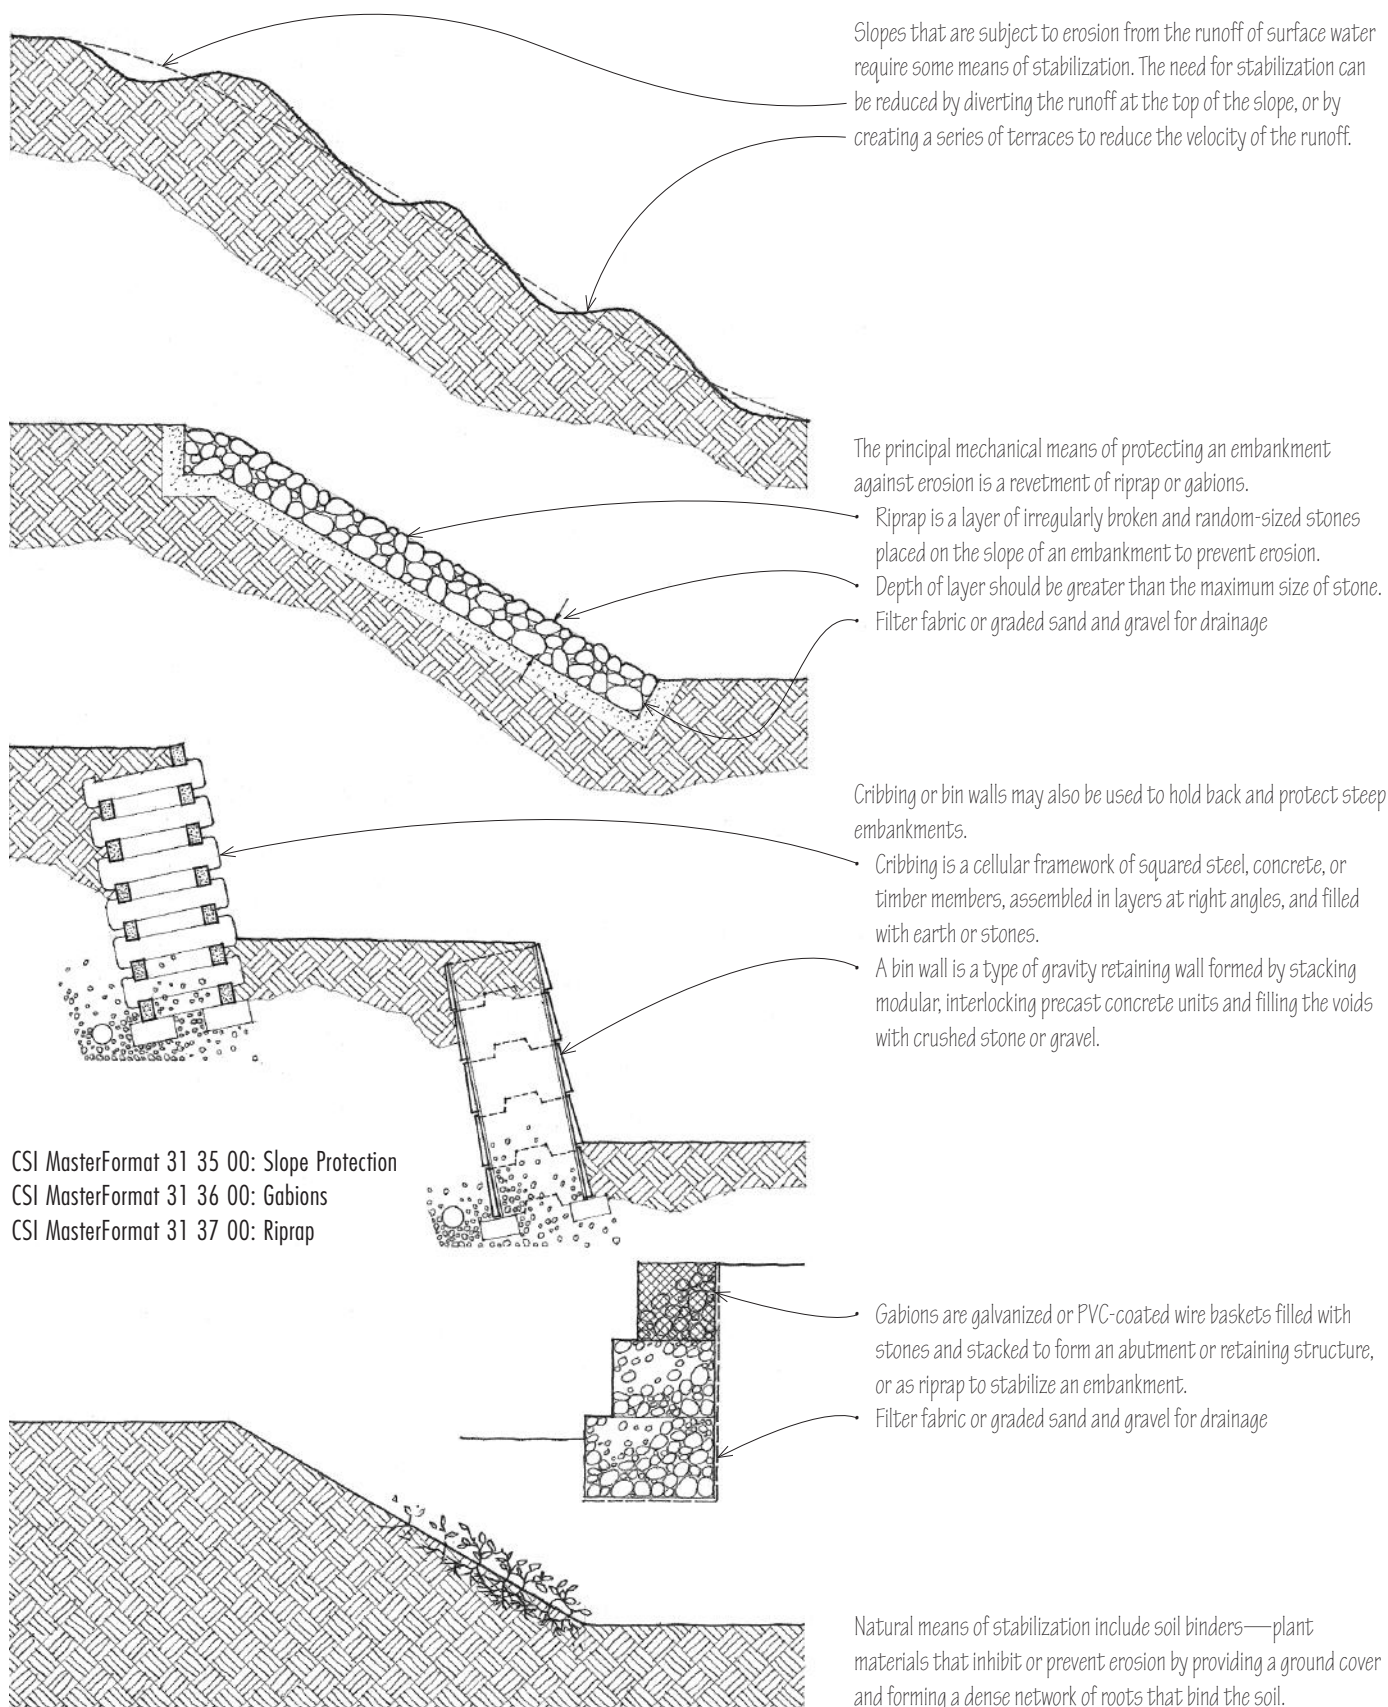 Slopes that are subject to erosion from the runoff of surface water
require some means of stabilization. The need for stabilization can
be reduced by diverting the runoff at the top of the slope, or by
creating a series of terraces to reduce the velocity of the runoff.
The principal mechanical means of protecting an embankment
against erosion is a revetment of riprap or gabions.
• Riprap is a layer of irregularly broken and random-sized stones
placed on the slope of an embankment to prevent erosion.
• Depth of layer should be greater than the maximum size of stone.
• Filter fabric or graded sand and gravel for drainage
Cribbing or bin walls may also be used to hold back and protect steep
embankments.
• Cribbing is a cellular framework of squared steel, concrete, or
timber members, assembled in layers at right angles, and filled
with earth or stones.
• A bin wall is a type of gravity retaining wall formed by stacking
modular, interlocking precast concrete units and filling the voids
with crushed stone or gravel.
CSI MasterFormat 31 35 00: Slope Protection
CSI MasterFormat 31 36 00: Gabions
CSI MasterFormat 31 37 00: Riprap
• Gabions are galvanized or PVC-coated wire baskets filled with
stones and stacked to form an abutment or retaining structure,
or as riprap to stabilize an embankment.
• Filter fabric or graded sand and gravel for drainage
Natural means of stabilization include soil binders—plant
materials that inhibit or prevent erosion by providing a ground cover
and forming a dense network of roots that bind the soil.